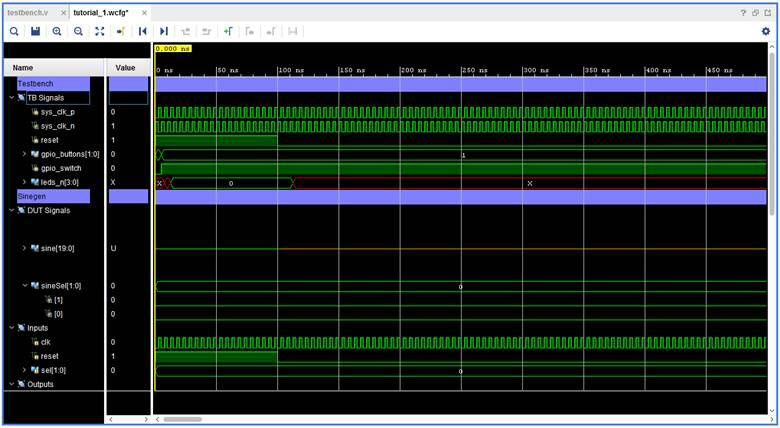 testbench.v × tutorial_1.wcfg* ×
0.000 ns
Name Value 0 ns 50 ns 100 ns 150 ns 200 ns 250 ns 300 ns 350 ns 400 ns 450 ns
Testbench
TB Signals
sys_clk_p 0
sys_clk_n 1
reset 1
gpio_buttons[1:0] 0 1
gpio_switch 0
leds_n[3:0] X X 0 X
Sinegen
DUT Signals
sine[19:0] U
sineSel[1:0] 0 0
[1] 0
[0] 0
Inputs
clk 0
reset 1
sel[1:0] 0 0
Outputs